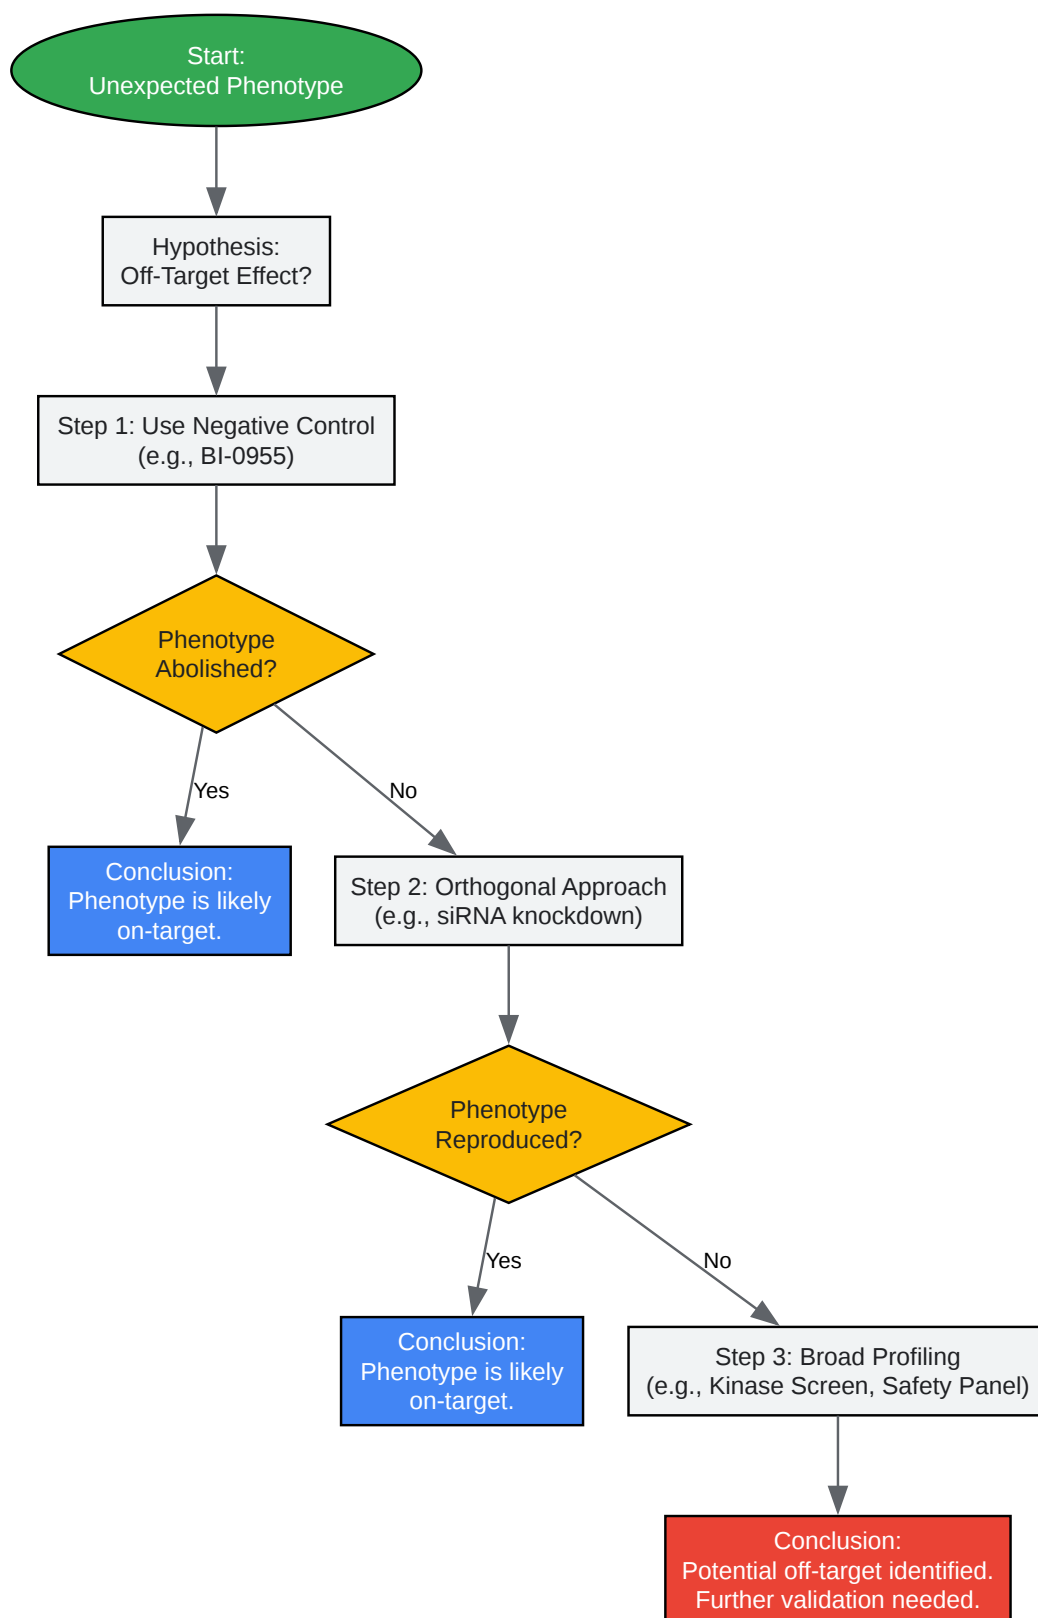 Start:
Unexpected Phenotype
Hypothesis:
Off-Target Effect?
Step 1: Use Negative Control
(e.g., BI-0955)
Phenotype
Abolished?
Yes
No
Conclusion:
Phenotype is likely
on-target.
Step 2: Orthogonal Approach
(e.g., siRNA knockdown)
Phenotype
Reproduced?
Yes
No
Conclusion:
Phenotype is likely
on-target.
Step 3: Broad Profiling
(e.g., Kinase Screen, Safety Panel)
Conclusion:
Potential off-target identified.
Further validation needed.